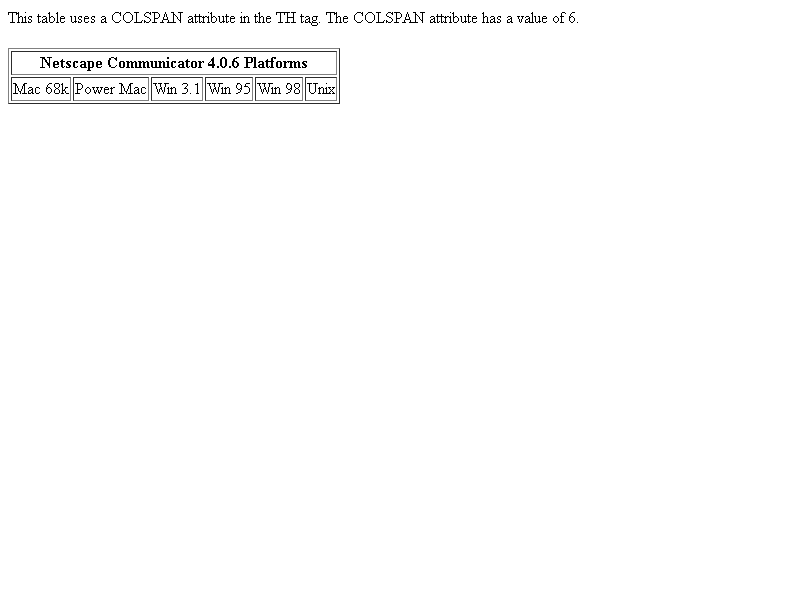 This table uses a COLSPAN attribute in the TH tag. The COLSPAN attribute has a value of 6.
Netscape Communicator 4.0.6 Platforms
Mac 68k Power Mac Win 3.1 Win 95 Win 98 Unix